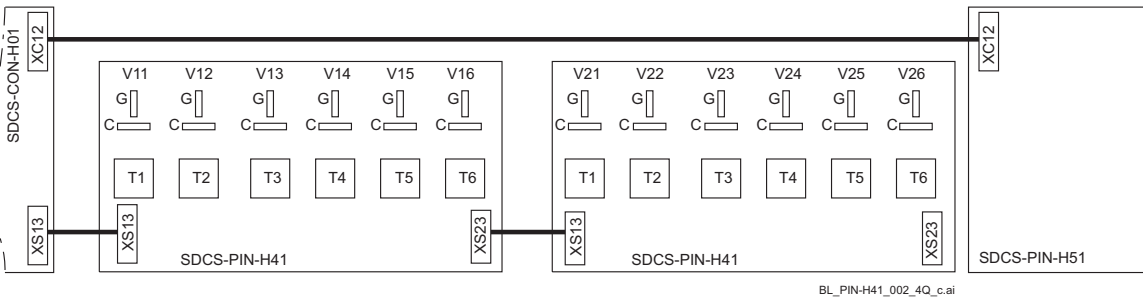 SDCS-CON-H01
XC12
XC12
V11 V12 V13 V14 V15 V16
V21 V22 V23 V24 V25 V26
G G G G G G
G G G G G G
C C C C C C
C C C C C C
T1 T2 T3 T4 T5 T6
T1 T2 T3 T4 T5 T6
XS13
XS13
XS23
XS13
XS23
SDCS-PIN-H41
SDCS-PIN-H41
SDCS-PIN-H51
BL_PIN-H41_002_4Q_c.ai